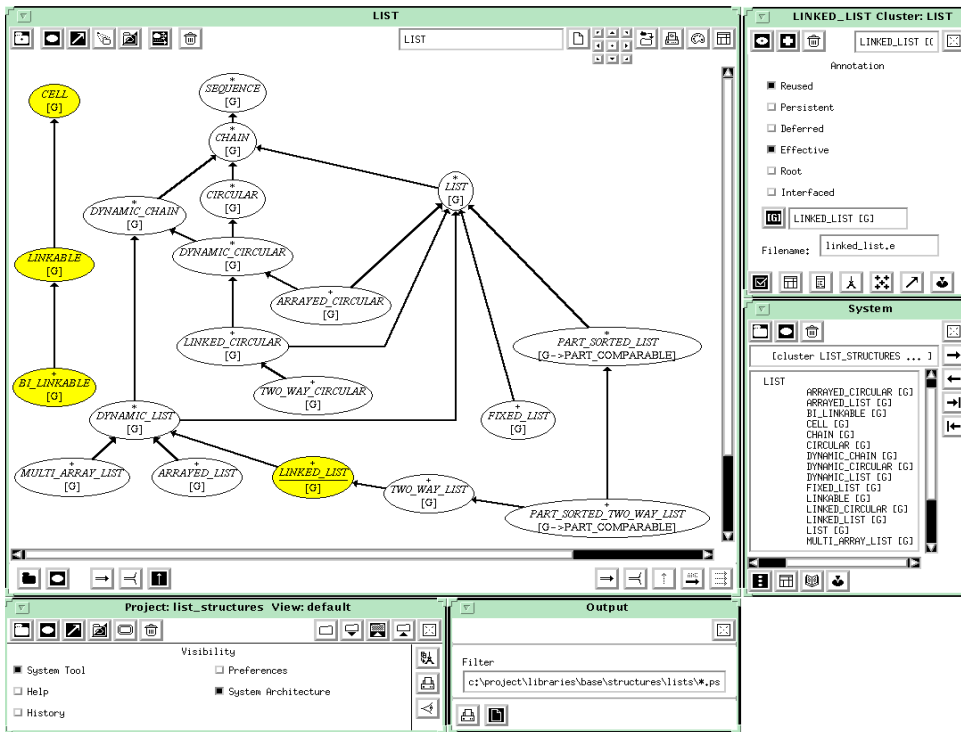 LIST
LIST
*
SEQUENCE
[G]
CELL
[G]
*
CHAIN
[G]
*
LIST
[G]
*
CIRCULAR
[G]
*
DYNAMIC_CHAIN
[G]
*
DYNAMIC_CIRCULAR
[G]
LINKABLE
[G]
+
ARRAYED_CIRCULAR
[G]
+
LINKED_CIRCULAR
[G]
+
PART_SORTED_LIST
[G->PART_COMPARABLE]
+
BI_LINKABLE
[G]
+
TWO_WAY_CIRCULAR
[G]
*
DYNAMIC_LIST
[G]
+
FIXED_LIST
[G]
+
MULTI_ARRAY_LIST
[G]
+
ARRAYED_LIST
[G]
+
LINKED_LIST
[G]
+
TWO_WAY_LIST
[G]
+
PART_SORTED_TWO_WAY_LIST
[G->PART_COMPARABLE]
LINKED_LIST Cluster: LIST
LINKED_LIST [(
Annotation
Reused
Persistent
Deferred
Effective
Root
Interfaced
[G] LINKED_LIST [G]
Filename: linked_list.e
System
[cluster LIST_STRUCTURES ... ]
LIST
ARRAYED_CIRCULAR [G]
ARRAYED_LIST [G]
BI_LINKABLE [G]
CELL [G]
CHAIN [G]
CIRCULAR [G]
DYNAMIC_CHAIN [G]
DYNAMIC_CIRCULAR [G]
DYNAMIC_LIST [G]
FIXED_LIST [G]
LINKABLE [G]
LINKED_CIRCULAR [G]
LINKED_LIST [G]
LIST [G]
MULTI_ARRAY_LIST [G]
Project: list_structures View: default
Visibility
System Tool
Preferences
Help
System Architecture
History
Output
Filter
c:\project\libraries\base\structures\lists\*.ps